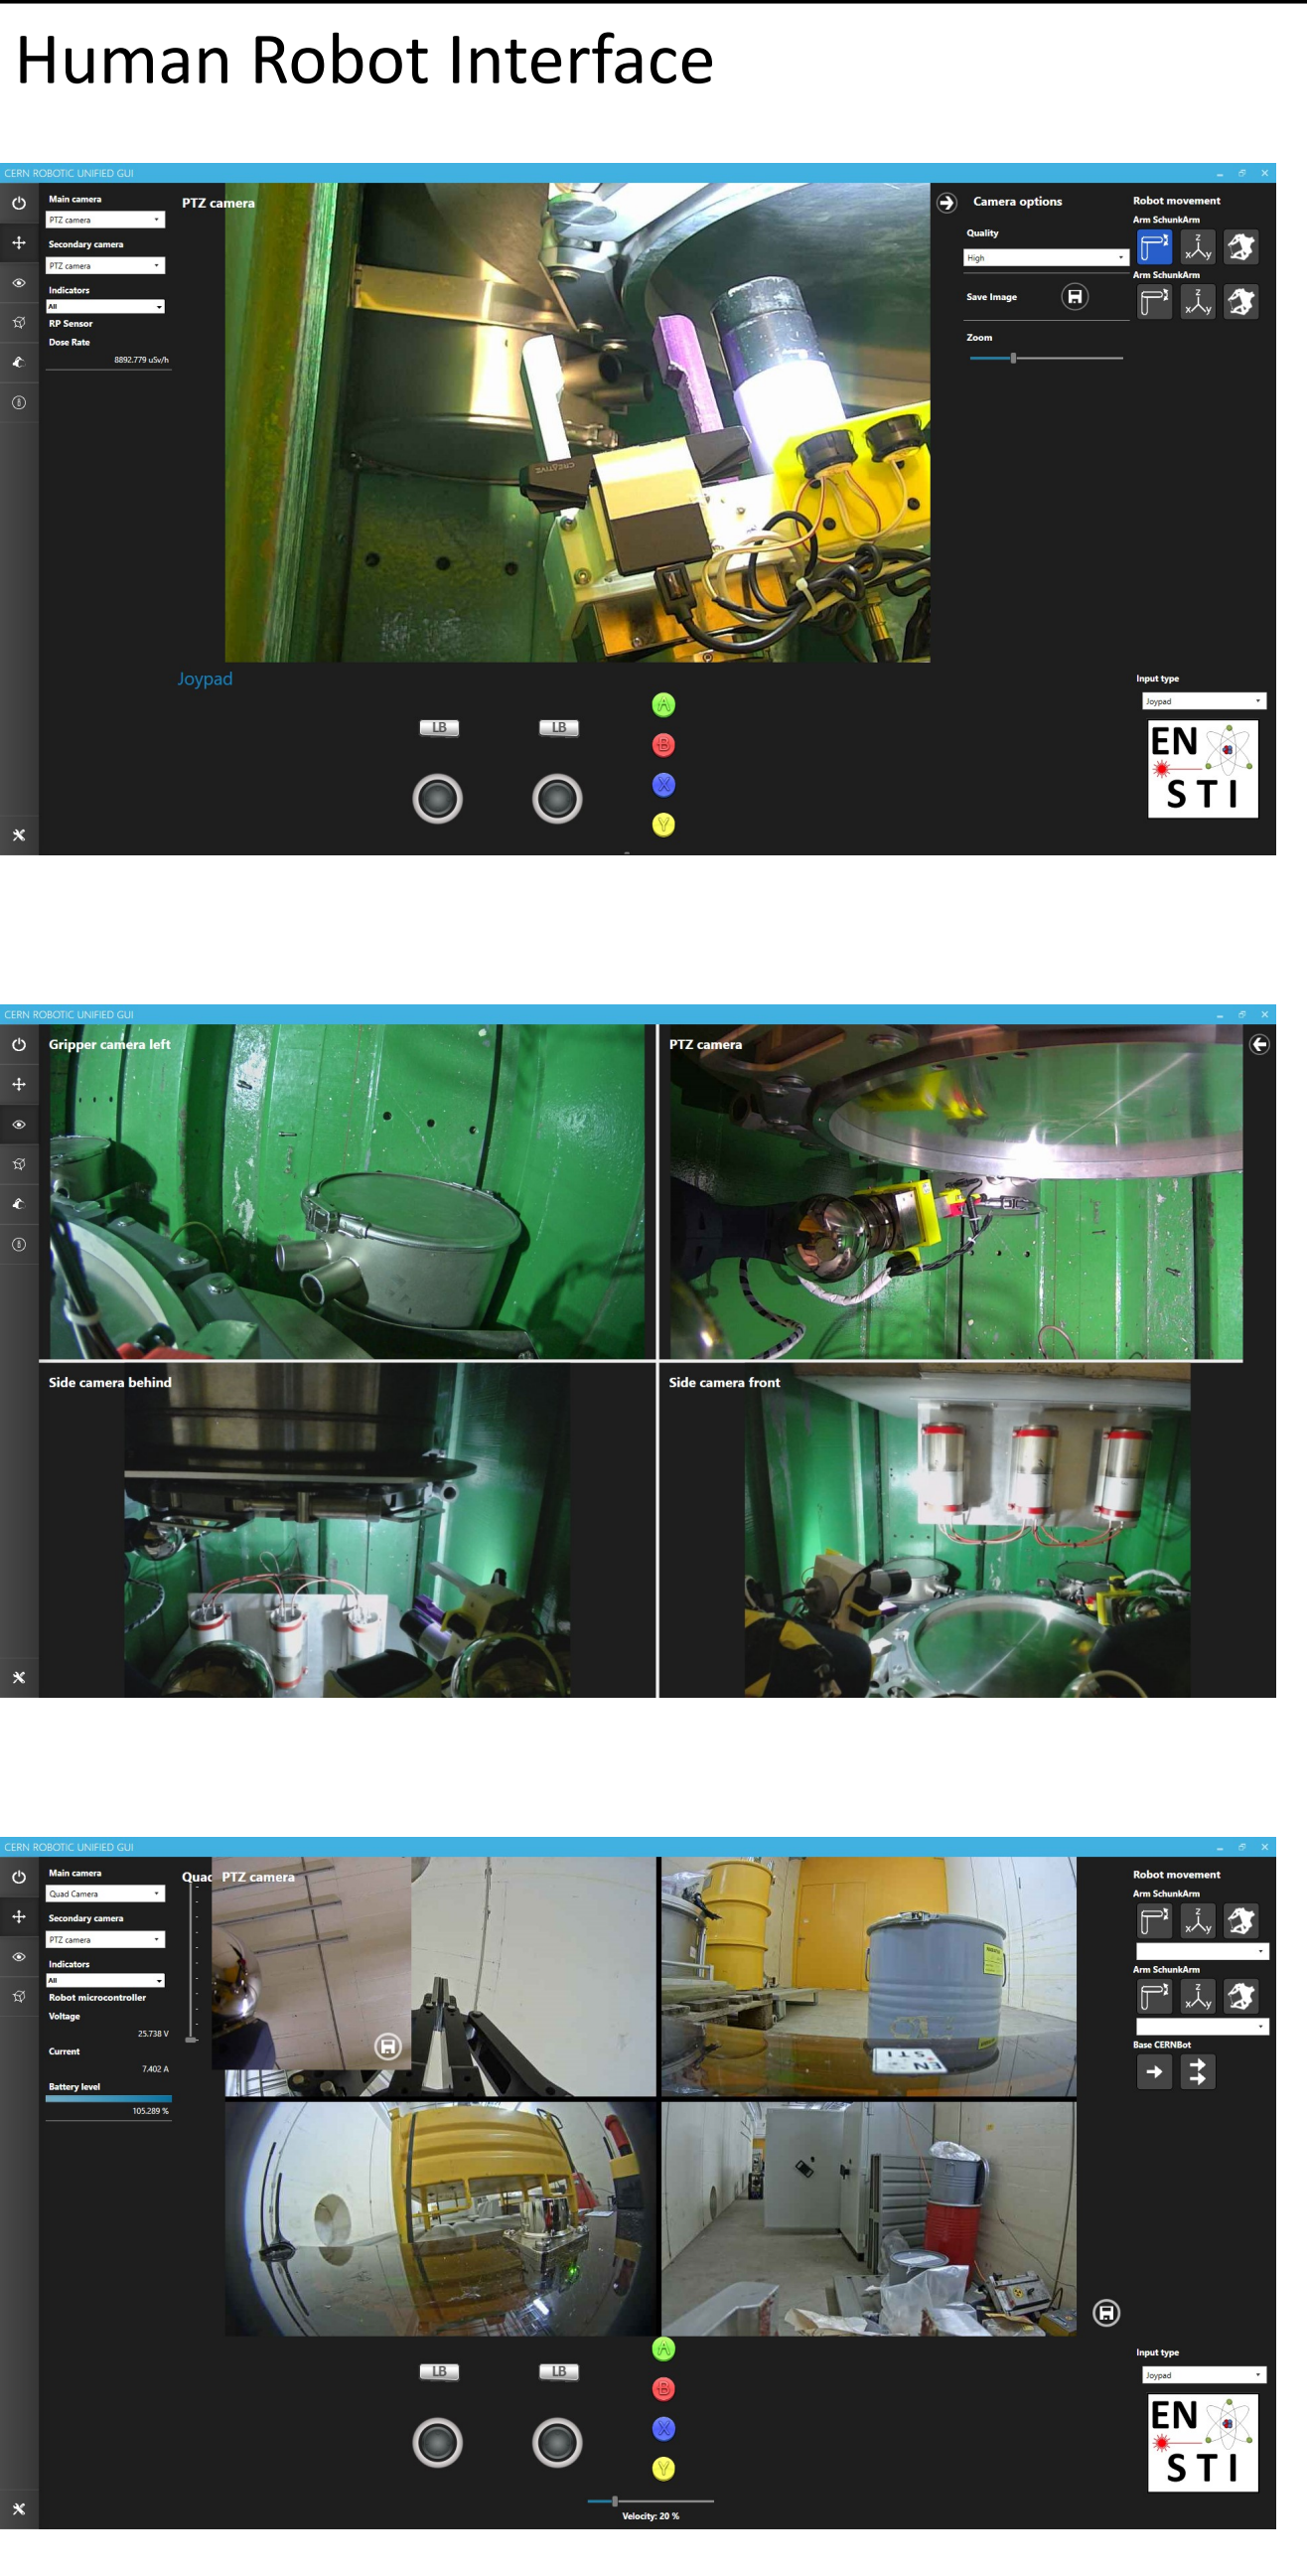 Human Robot Interface
CERN ROBOTIC UNIFIED GUI
Main camera
PTZ camera
Secondary camera
PTZ camera
Indicators
All
RP Sensor
Dose Rate
8892.779 uSv/h
PTZ camera
CREATIVE
Camera options
Quality
High
Save Image
Zoom
Robot movement
Arm SchunkArm
Z
X Y
Arm SchunkArm
Z
X Y
Joypad
LB LB
A
B
X
Y
Input type
Joypad
EN
STI
CERN ROBOTIC UNIFIED GUI
Gripper camera left
PTZ camera
Side camera behind
Side camera front
CERN ROBOTIC UNIFIED GUI
Main camera
Quad Camera
Secondary camera
PTZ camera
Indicators
All
Robot microcontroller
Voltage
25.738 V
Current
7.402 A
Battery level
105.289 %
Quad
PTZ camera
EN
STI
Robot movement
Arm SchunkArm
Z
X Y
Arm SchunkArm
Z
X Y
Base CERNBot
LB LB
A
B
X
Y
Velocity: 20 %
Input type
Joypad
EN
STI